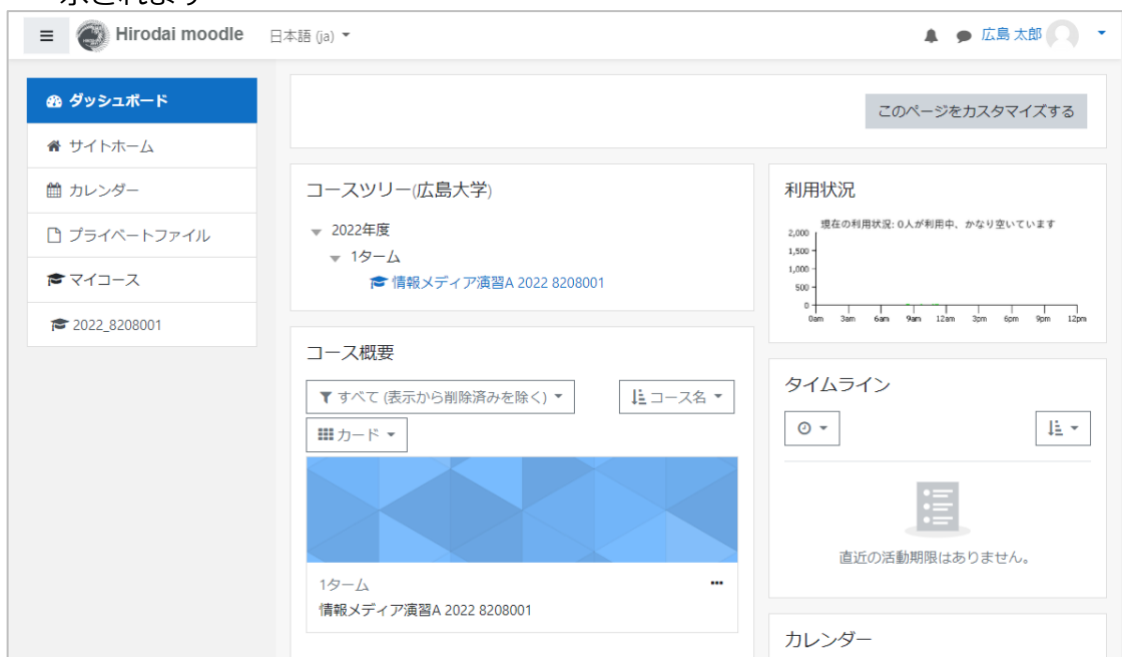 示されます
Hirodai moodle 日本語 (ja) 広島 太郎
ダッシュボード
サイトホーム
カレンダー
プライベートファイル
マイコース
2022_8208001
このページをカスタマイズする
コースツリー(広島大学)
2022年度
1ターム
情報メディア演習A 2022 8208001
コース概要
すべて (表示から削除済みを除く) コース名
カード
1ターム
情報メディア演習A 2022 8208001
利用状況
現在の利用状況: 0人が利用中、かなり空いています
2,000
1,500
1,000
500
0
0am 3am 6am 9am 12am 3pm 6pm 9pm 12pm
タイムライン
直近の活動期限はありません。
カレンダー